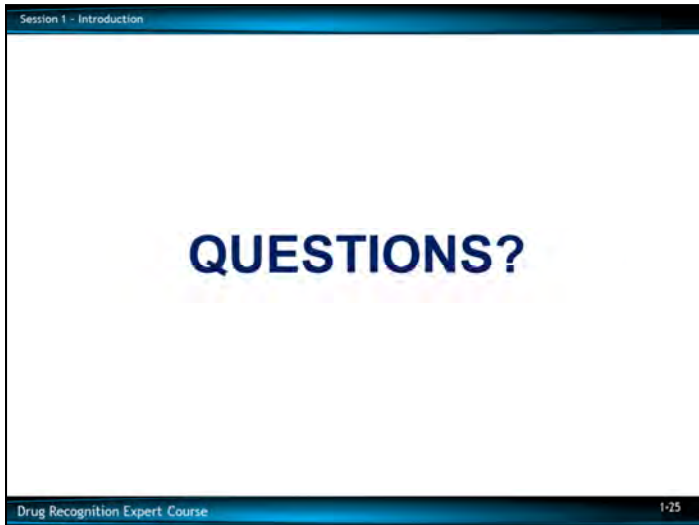 Session 1 - Introduction
QUESTIONS?
Drug Recognition Expert Course
1-25